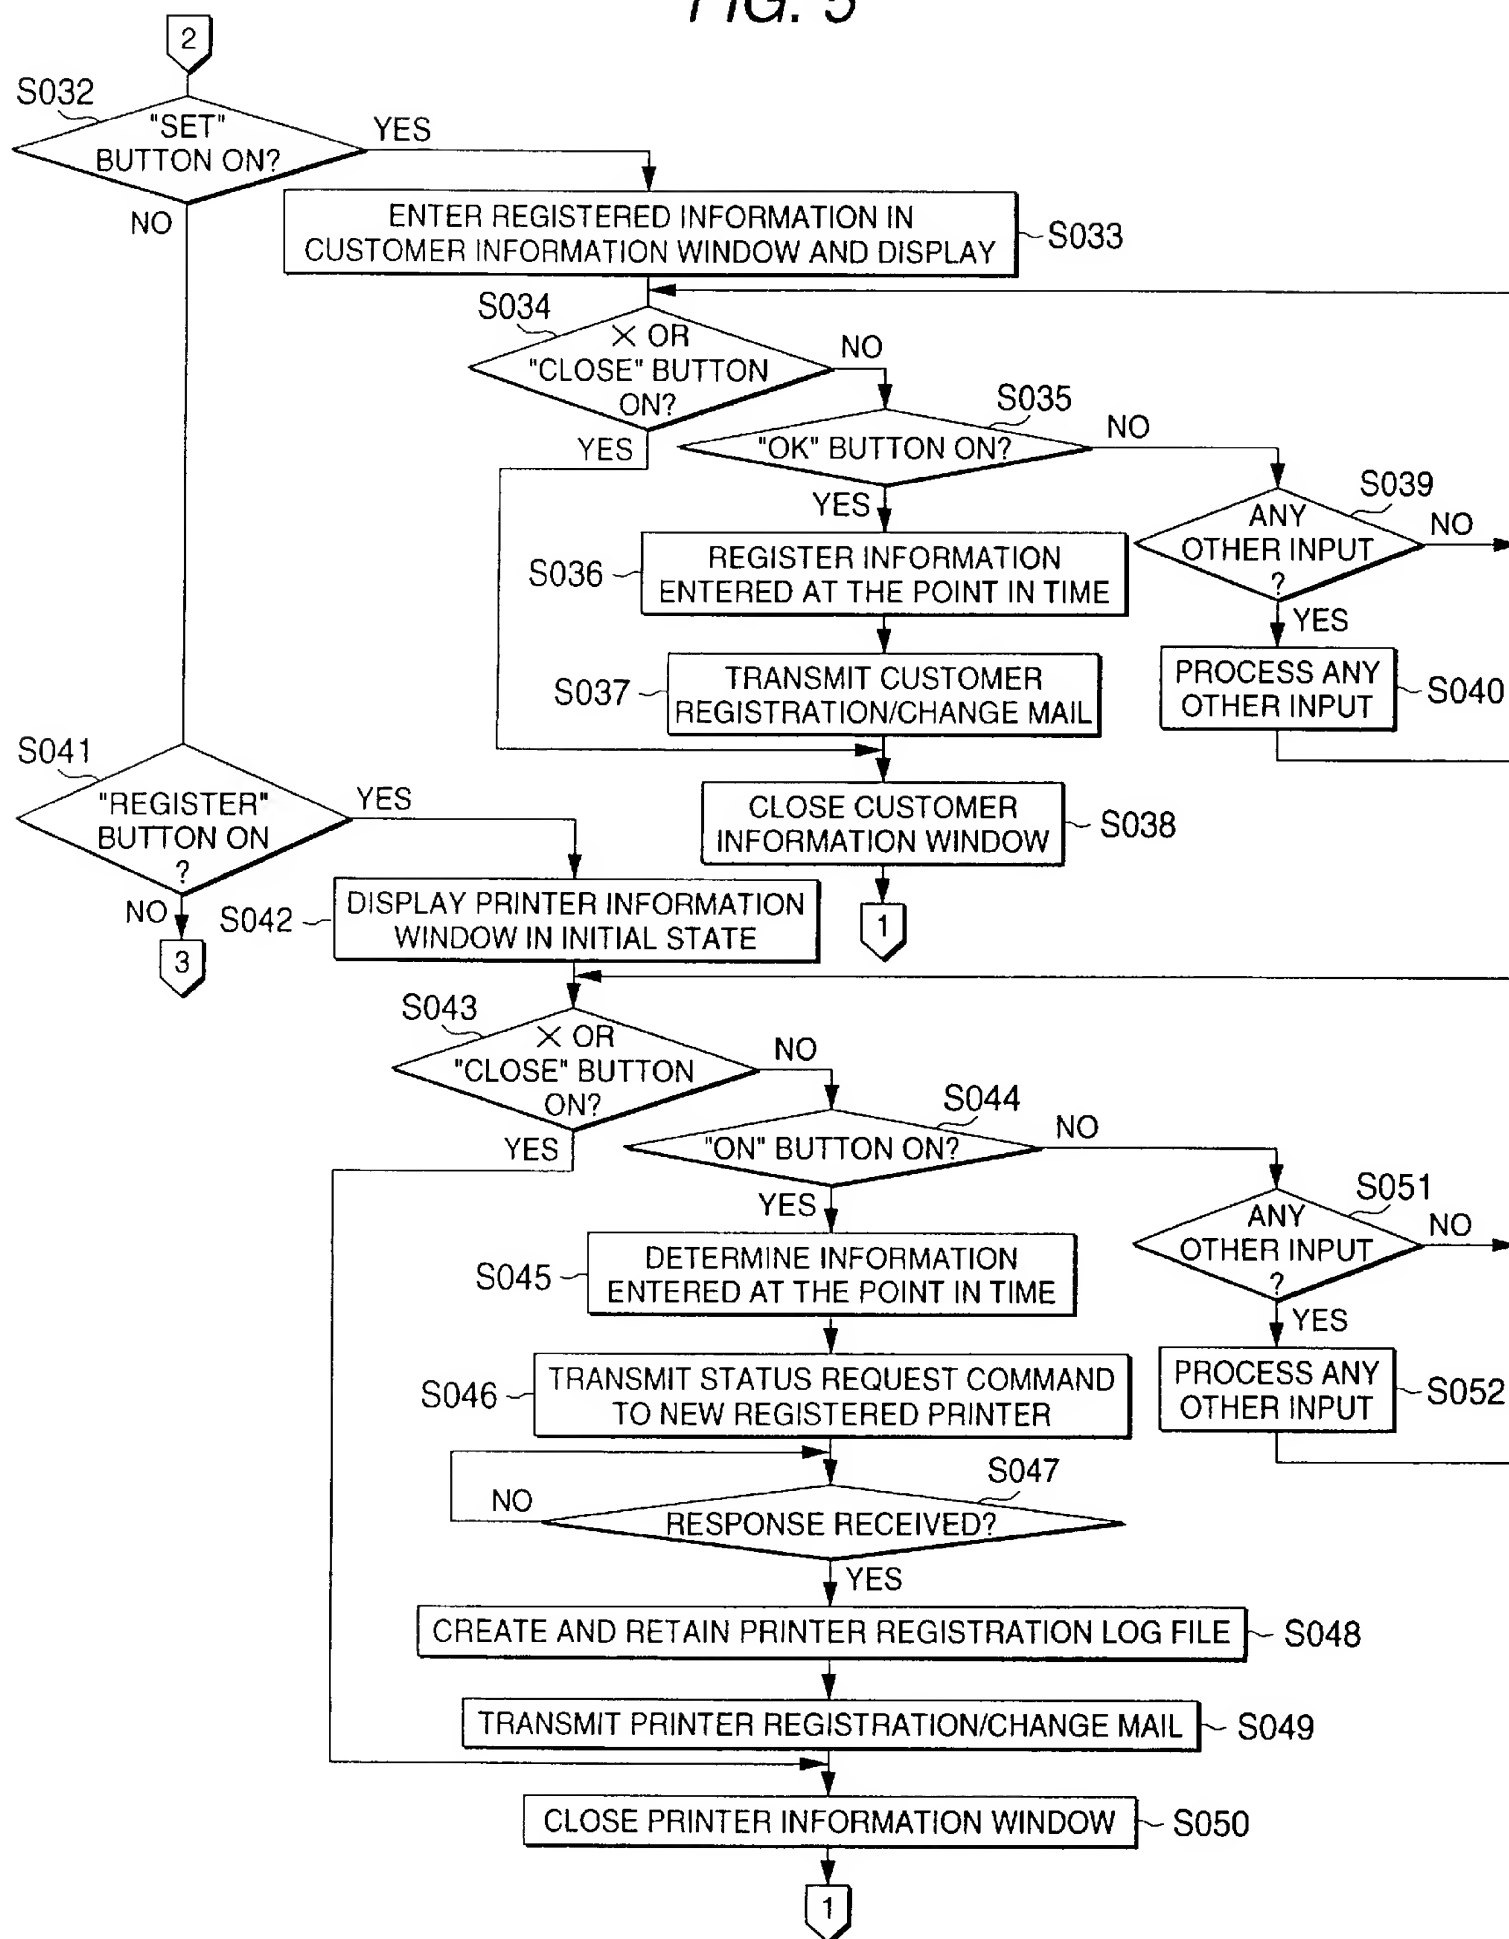 FIG. 5
2
S032
"SET"
BUTTON ON?
YES
NO
ENTER REGISTERED INFORMATION IN
CUSTOMER INFORMATION WINDOW AND DISPLAY
S033
S034
× OR
"CLOSE" BUTTON
ON?
NO
YES
S035
"OK" BUTTON ON?
NO
YES
S039
ANY
OTHER INPUT
?
NO
YES
S036
REGISTER INFORMATION
ENTERED AT THE POINT IN TIME
S037
TRANSMIT CUSTOMER
REGISTRATION/CHANGE MAIL
PROCESS ANY
OTHER INPUT
S040
S041
"REGISTER"
BUTTON ON
?
YES
NO
3
CLOSE CUSTOMER
INFORMATION WINDOW
S038
1
S042
DISPLAY PRINTER INFORMATION
WINDOW IN INITIAL STATE
S043
× OR
"CLOSE" BUTTON
ON?
NO
YES
S044
"ON" BUTTON ON?
NO
YES
S051
ANY
OTHER INPUT
?
NO
YES
S045
DETERMINE INFORMATION
ENTERED AT THE POINT IN TIME
S046
TRANSMIT STATUS REQUEST COMMAND
TO NEW REGISTERED PRINTER
PROCESS ANY
OTHER INPUT
S052
S047
NO
RESPONSE RECEIVED?
YES
CREATE AND RETAIN PRINTER REGISTRATION LOG FILE
S048
TRANSMIT PRINTER REGISTRATION/CHANGE MAIL
S049
CLOSE PRINTER INFORMATION WINDOW
S050
1